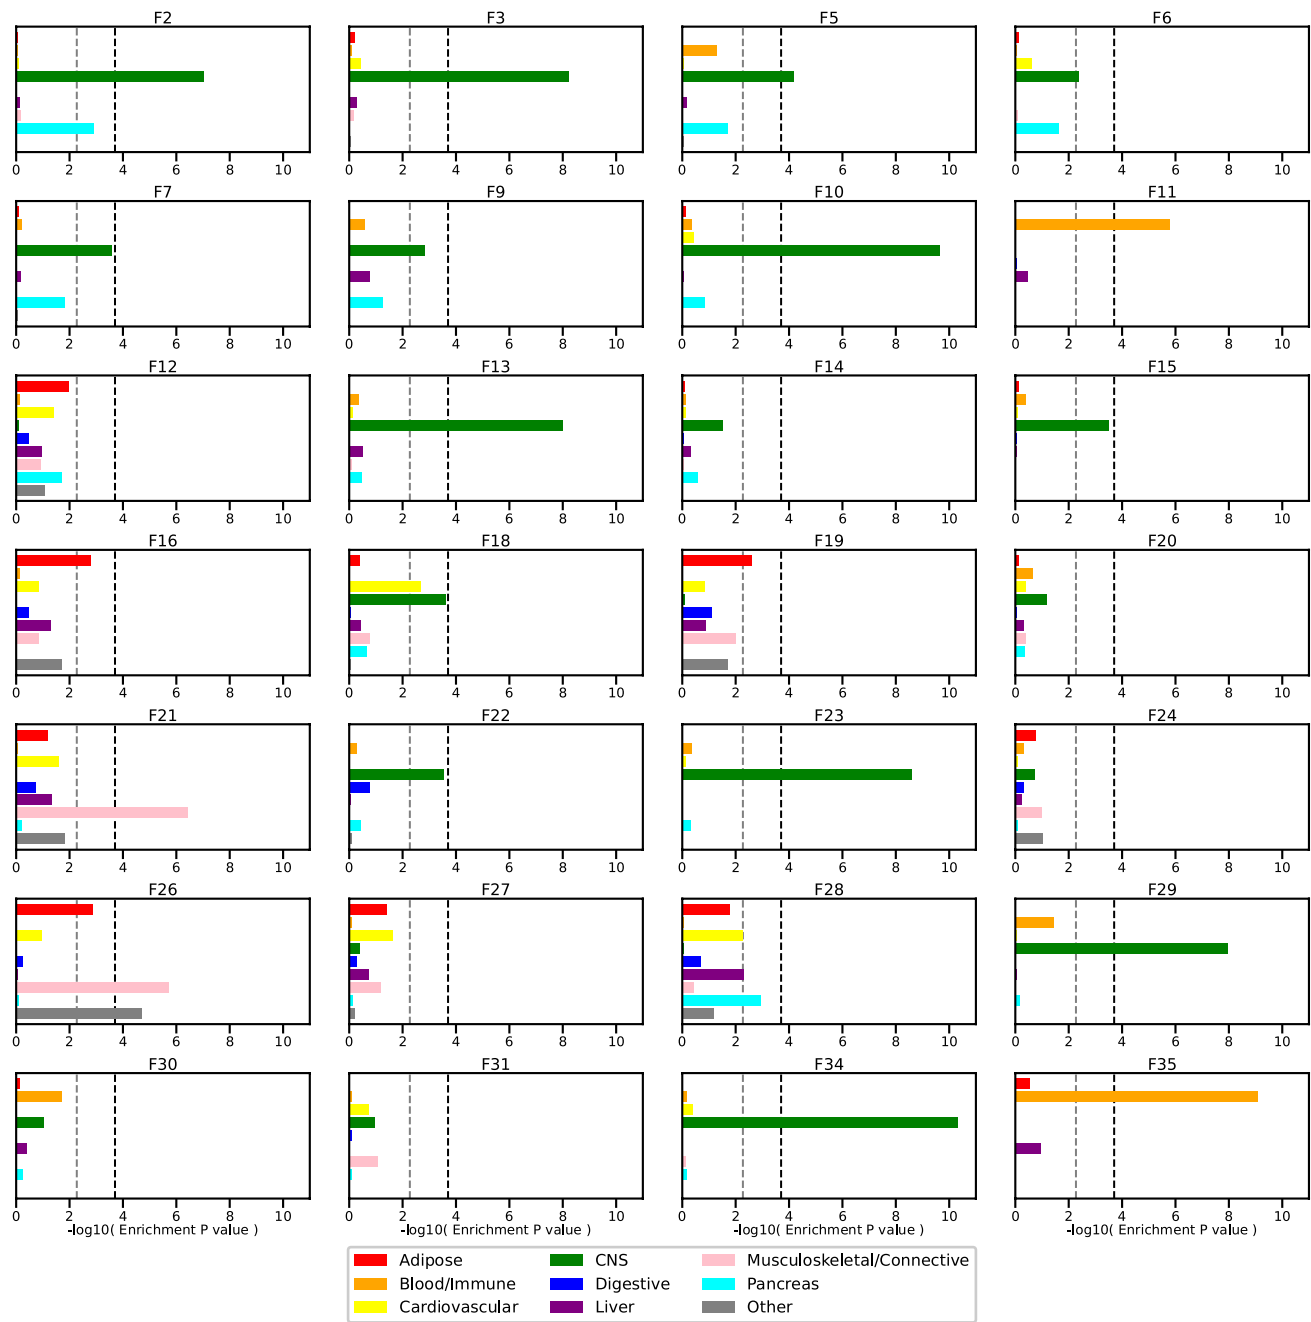 F2 F3 F5 F6
0 2 4 6 8 10 0 2 4 6 8 10 0 2 4 6 8 10 0 2 4 6 8 10
F7 F9 F10 F11
0 2 4 6 8 10 0 2 4 6 8 10 0 2 4 6 8 10 0 2 4 6 8 10
F12 F13 F14 F15
0 2 4 6 8 10 0 2 4 6 8 10 0 2 4 6 8 10 0 2 4 6 8 10
F16 F18 F19 F20
0 2 4 6 8 10 0 2 4 6 8 10 0 2 4 6 8 10 0 2 4 6 8 10
F21 F22 F23 F24
0 2 4 6 8 10 0 2 4 6 8 10 0 2 4 6 8 10 0 2 4 6 8 10
F26 F27 F28 F29
0 2 4 6 8 10 0 2 4 6 8 10 0 2 4 6 8 10 0 2 4 6 8 10
F30 F31 F34 F35
0 2 4 6 8 10 0 2 4 6 8 10 0 2 4 6 8 10 0 2 4 6 8 10
-log10( Enrichment P value ) -log10( Enrichment P value ) -log10( Enrichment P value ) -log10( Enrichment P value )
Adipose CNS Musculoskeletal/Connective
Blood/Immune Digestive Pancreas
Cardiovascular Liver Other